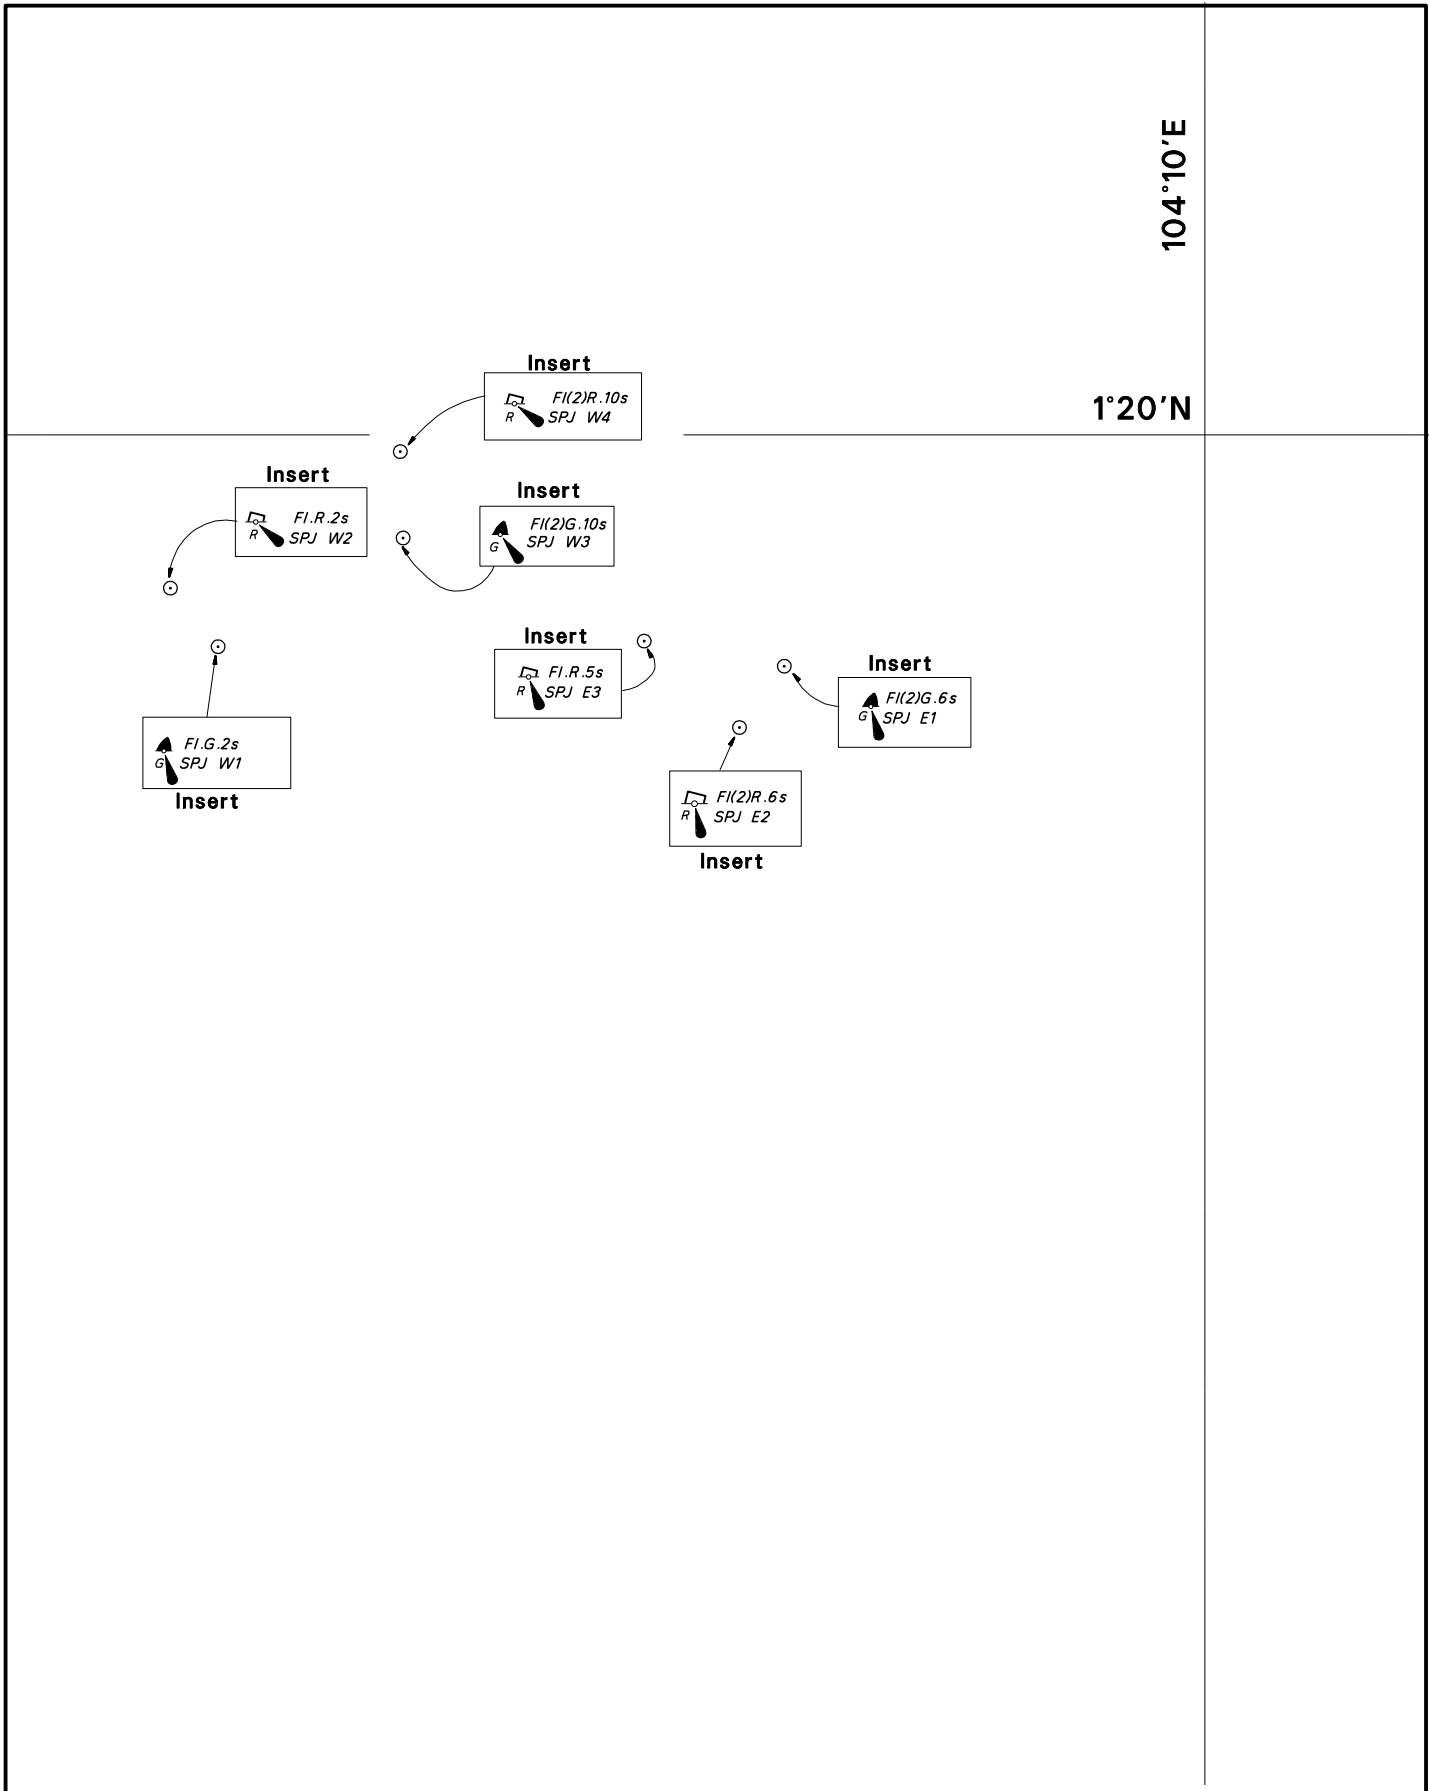 104°10'E
Insert
Fl(2)R.10s
R SPJ W4
1°20'N
Insert
Fl.R.2s
R SPJ W2
Insert
Fl(2)G.10s
G SPJ W3
Insert
Fl.R.5s
R SPJ E3
Insert
Fl(2)G.6s
G SPJ E1
Fl.G.2s
G SPJ W1
Insert
Fl(2)R.6s
R SPJ E2
Insert